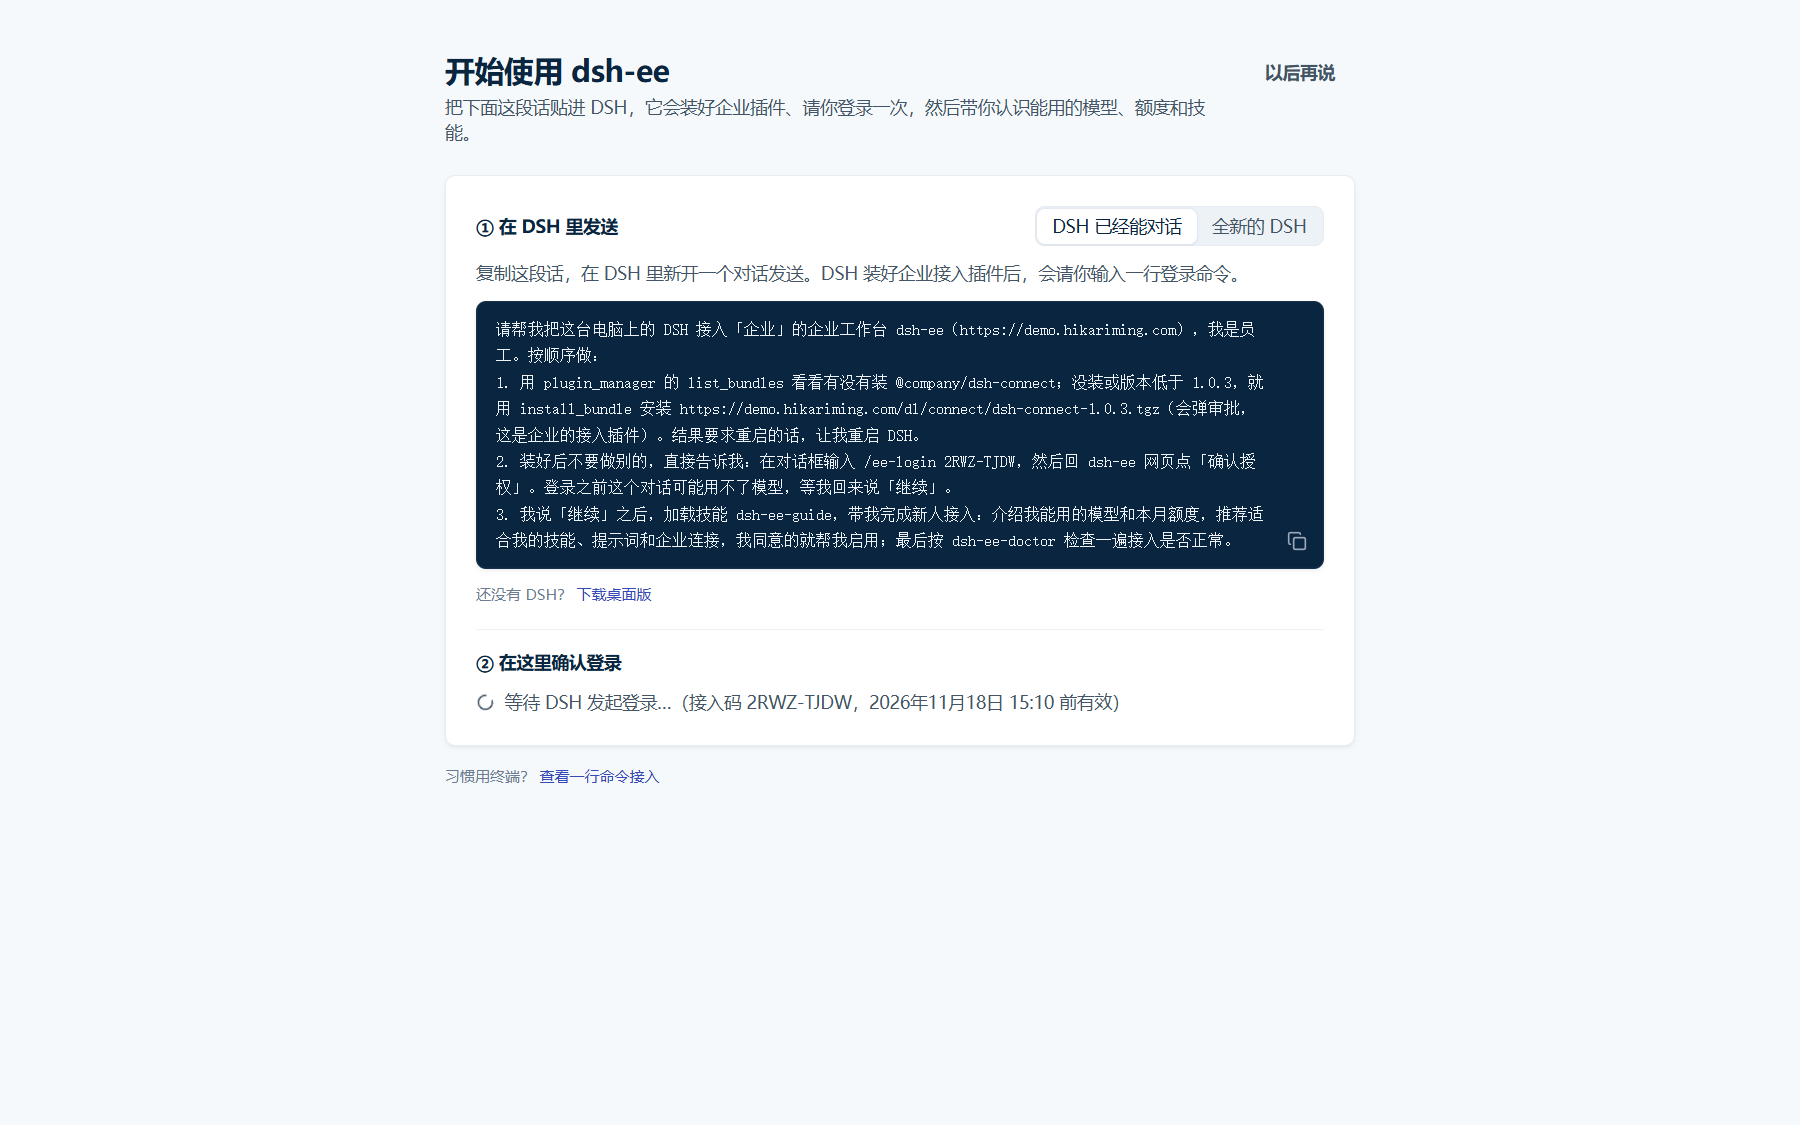 开始使用 dsh-ee
以后再说
把下面这段话贴进 DSH，它会装好企业插件、请你登录一次，然后带你认识能用的模型、额度和技
能。
① 在 DSH 里发送
DSH 已经能对话
全新的 DSH
复制这段话，在 DSH 里新开一个对话发送。DSH 装好企业接入插件后，会请你输入一行登录命令。
请帮我把这台电脑上的 DSH 接入「企业」的企业工作台 dsh-ee（https://demo.hikariming.com），我是员
工。按顺序做：
1. 用 plugin_manager 的 list_bundles 看看有没有装 @company/dsh-connect；没装或版本低于 1.0.3，就
用 install_bundle 安装 https://demo.hikariming.com/dl/connect/dsh-connect-1.0.3.tgz（会弹审批，
这是企业的接入插件）。结果要求重启的话，让我重启 DSH。
2. 装好后不要做别的，直接告诉我：在对话框输入 /ee-login 2RWZ-TJDW，然后回 dsh-ee 网页点「确认授
权」。登录之前这个对话可能用不了模型，等我回来说「继续」。
3. 我说「继续」之后，加载技能 dsh-ee-guide，带我完成新人接入：介绍我能用的模型和本月额度，推荐适
合我的技能、提示词和企业连接，我同意的就帮我启用；最后按 dsh-ee-doctor 检查一遍接入是否正常。
还没有 DSH？ 下载桌面版
② 在这里确认登录
等待 DSH 发起登录…（接入码 2RWZ-TJDW，2026年11月18日 15:10 前有效）
习惯用终端？ 查看一行命令接入